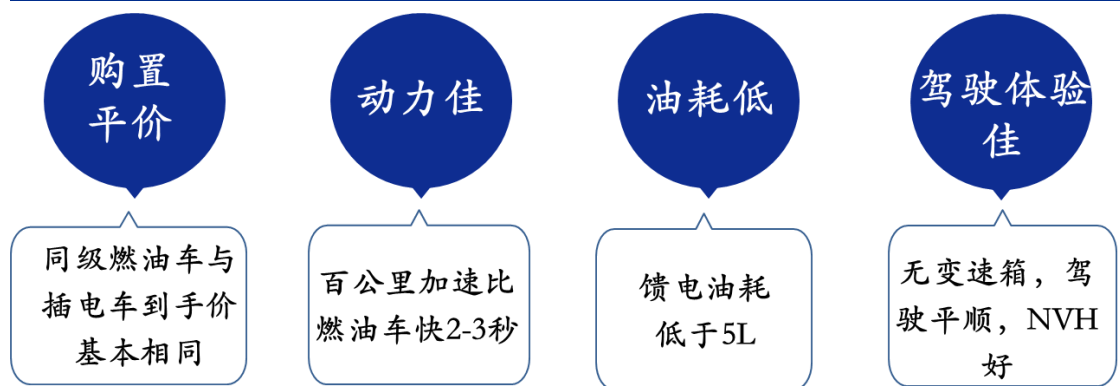 购置
平价
动力佳
油耗低
驾驶体验
佳
同级燃油车与
插电车到手价
基本相同
百公里加速比
燃油车快2-3秒
馈电油耗
低于5L
无变速箱，驾
驶平顺，NVH
好